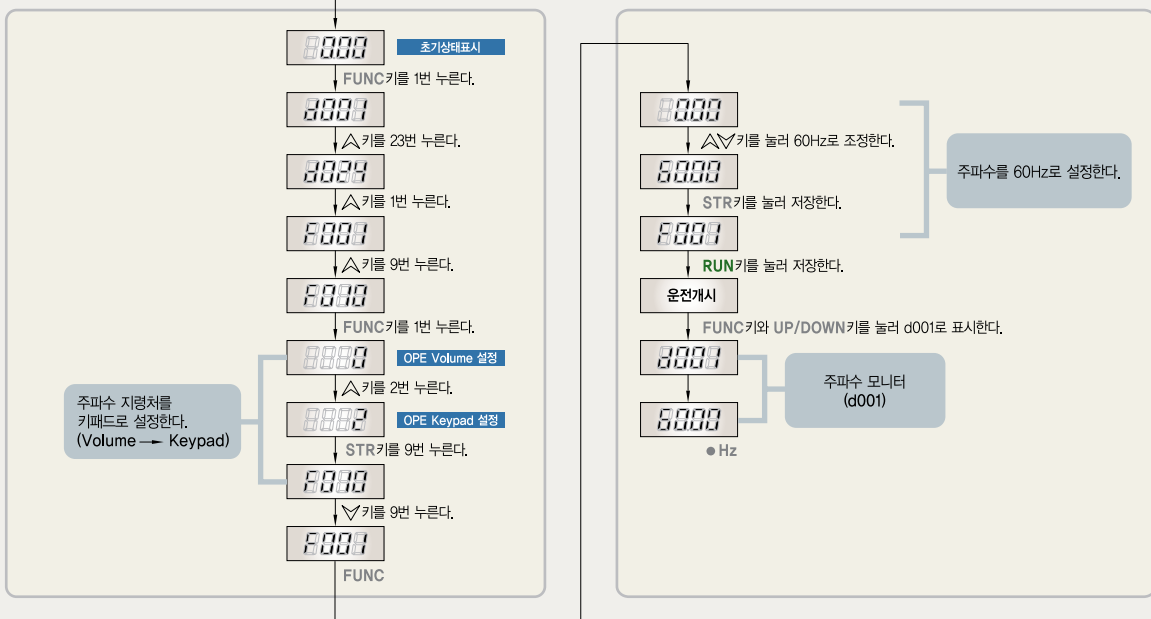 0.00
초기상태표시
FUNC키를 1번 누른다.
d001
키를 23번 누른다.
d024
키를 1번 누른다.
F001
키를 9번 누른다.
F010
FUNC키를 1번 누른다.
0
OPE Volume 설정
키를 2번 누른다.
2
OPE Keypad 설정
STR키를 9번 누른다.
F010
키를 9번 누른다.
F001
FUNC
주파수 지령처를
키패드로 설정한다.
(Volume → Keypad)
0.00
키를 눌러 60Hz로 조정한다.
60.00
STR키를 눌러 저장한다.
F001
RUN키를 눌러 저장한다.
운전개시
FUNC키와 UP/DOWN키를 눌러 d001로 표시한다.
d001
60.00
● Hz
주파수를 60Hz로 설정한다.
주파수 모니터
(d001)